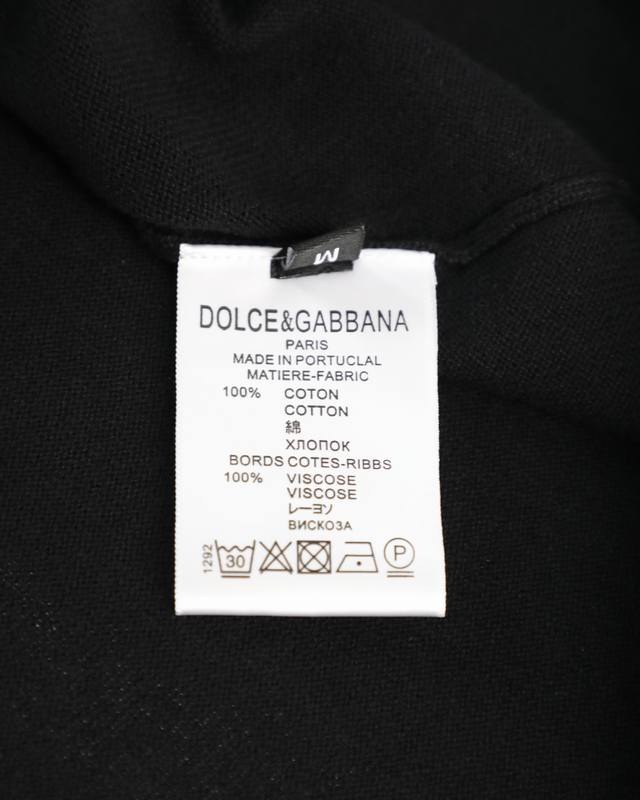 M
DOLCE&GABBANA
PARIS
MADE IN PORTUCLAL
MATIERE-FABRIC
100% COTON
COTTON
綿
ХЛОПОК
BORDS COTES-RIBBS
100% VISCOSE
VISCOSE
レーヨソ
ВИСКОЗА
1292 30 P